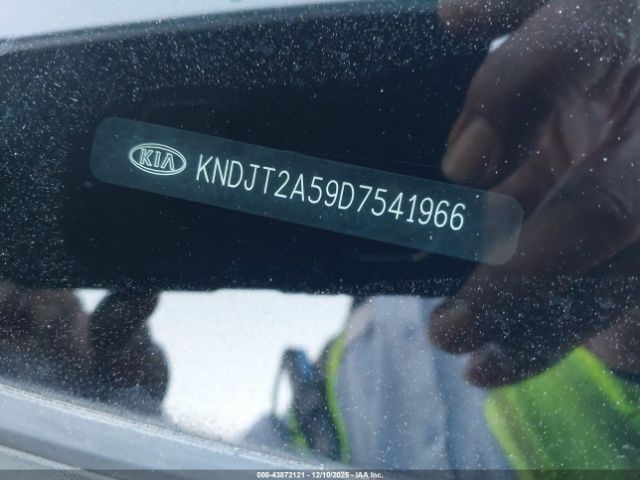 KIA KNDJT2A59D7541966
000-43872121 - 12/10/2025 - IAA Inc.